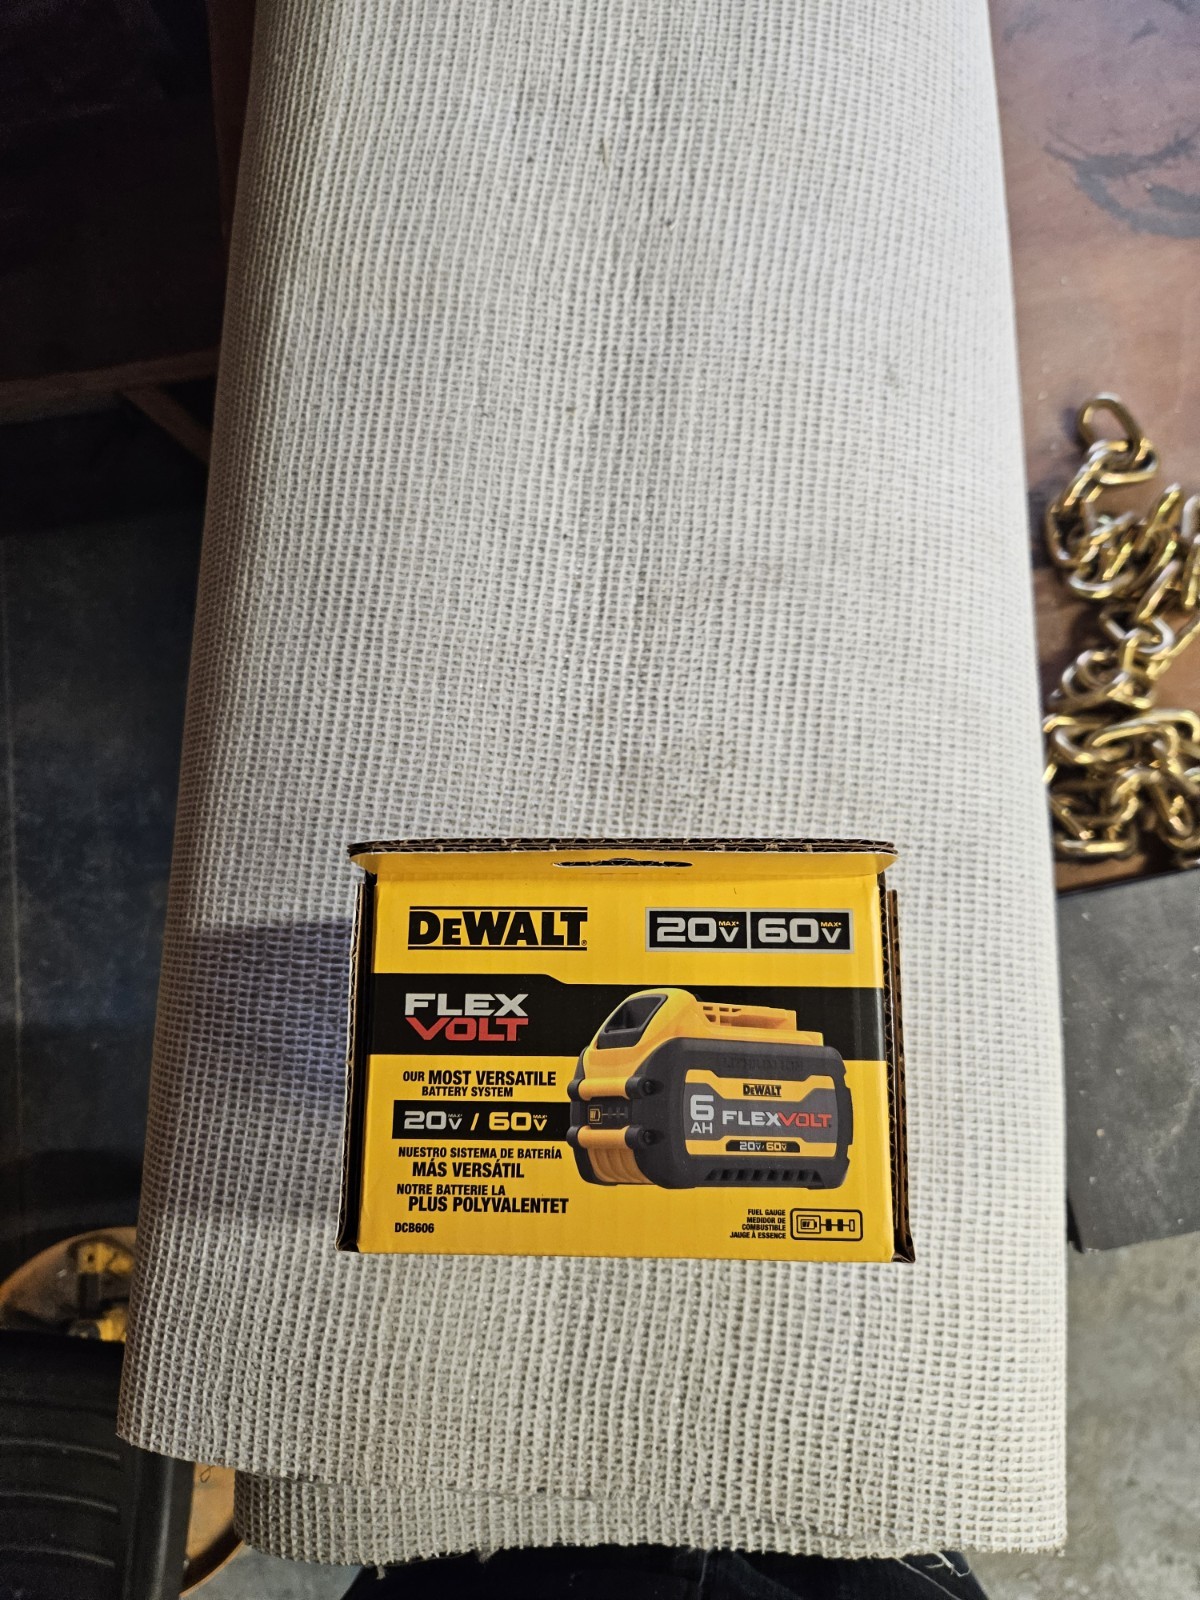 DEWALT®
20V MAX* 60V MAX*
FLEX
VOLT
OUR MOST VERSATILE
BATTERY SYSTEM
20V MAX* / 60V MAX*
NUESTRO SISTEMA DE BATERÍA
MÁS VERSÁTIL
NOTRE BATTERIE LA
PLUS POLYVALENTET
DCB606
DEWALT
6
AH
FLEXVOLT
20V/60V
FUEL GAUGE
MEDIDOR DE
COMBUSTIBLE
JAUGE À ESSENCE